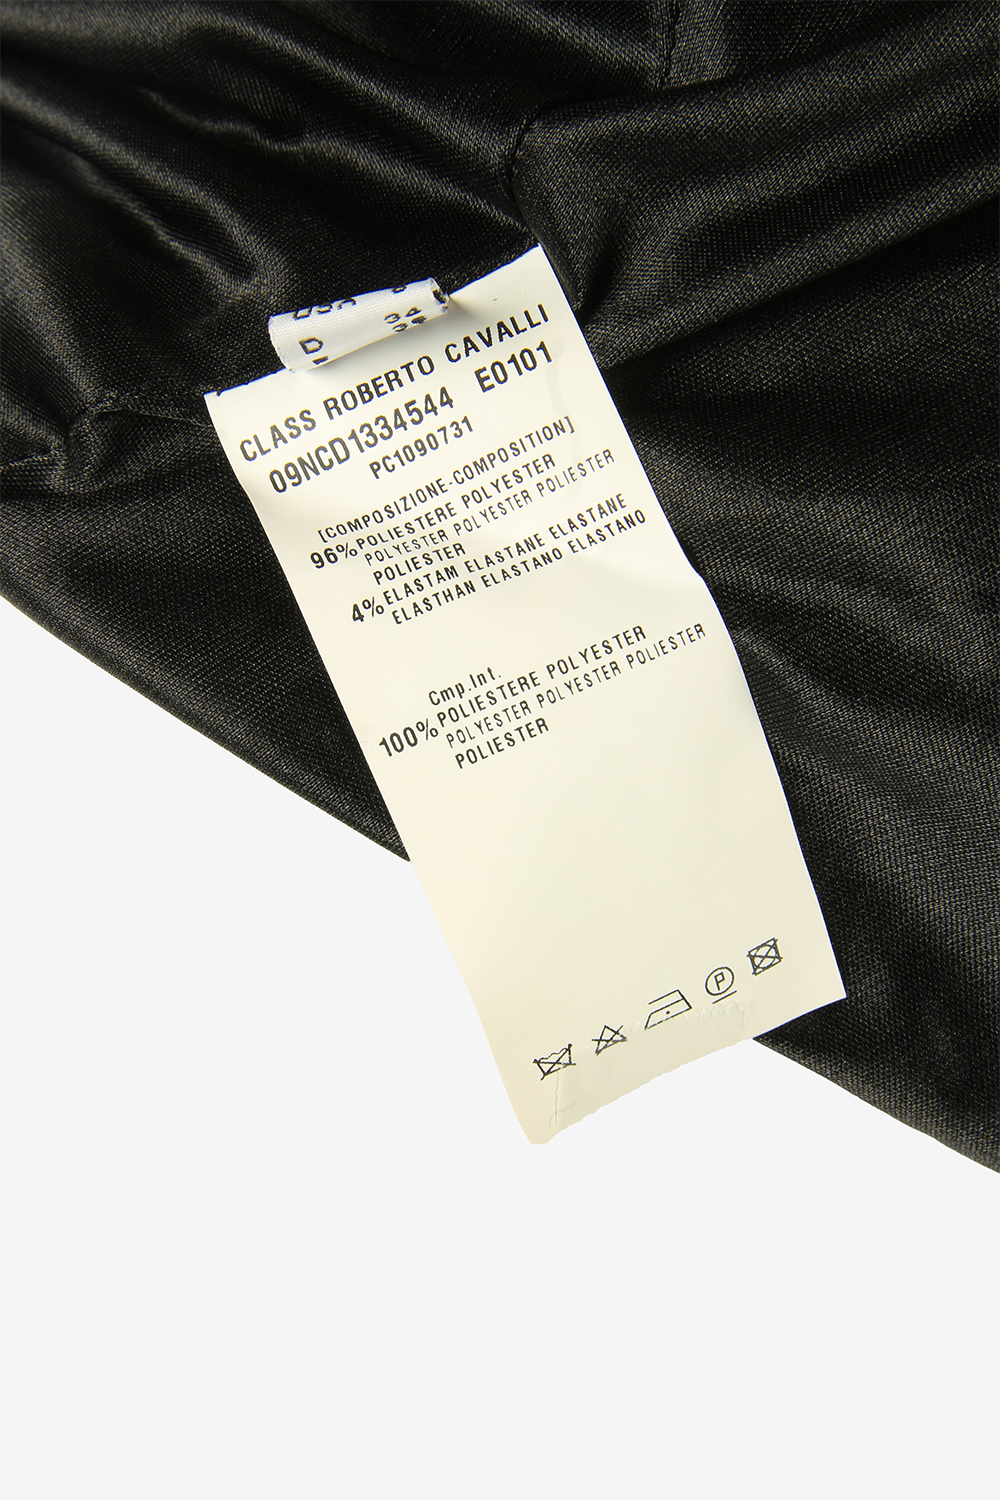 D 34
CLASS ROBERTO CAVALLI
09NCD1334544 E0101
PC1090731
[COMPOSIZIONE-COMPOSITION]
96% POLIESTERE POLYESTER
POLYESTER POLYESTER POLIESTER
POLIESTER
4% ELASTAM ELASTANE ELASTANE
ELASTHAN ELASTANO ELASTANO
Cmp.Int.
100% POLIESTERE POLYESTER
POLYESTER POLYESTER POLIESTER
POLIESTER
P